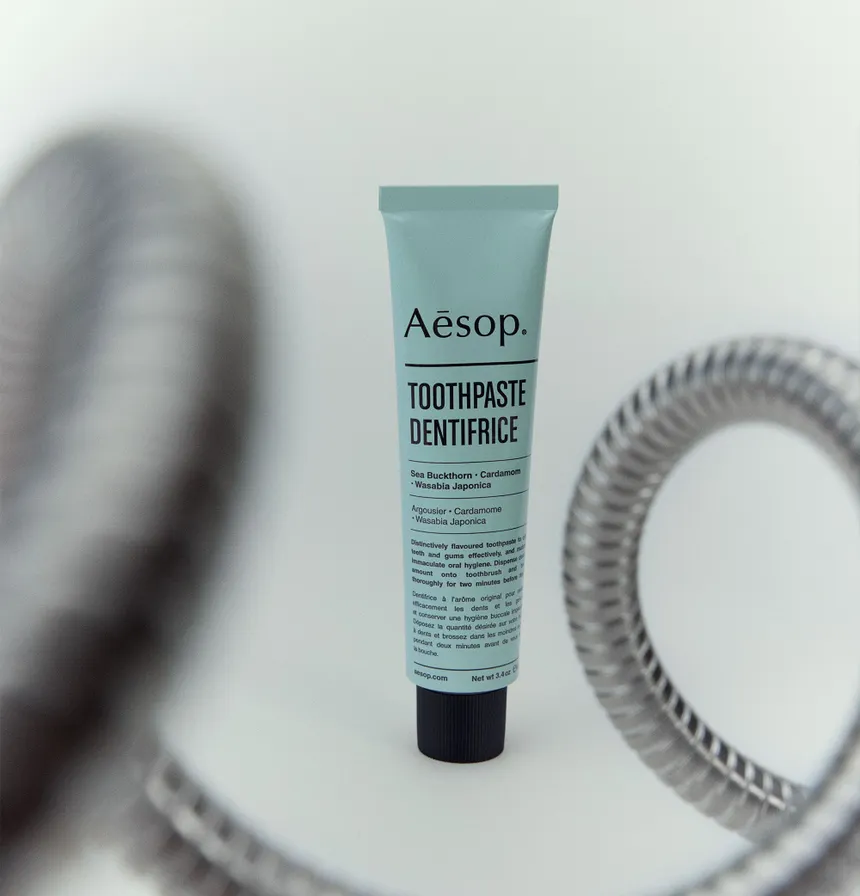 Aēsop®
TOOTHPASTE
DENTIFRICE
Sea Buckthorn · Cardamom
· Wasabia Japonica
Argousier • Cardamome
• Wasabia Japonica
Distinctively flavoured toothpaste to
teeth and gums effectively, and
immaculate oral hygiene. Dispense
amount onto toothbrush and
thoroughly for two minutes before
Dentifrice à l'arôme original pour
efficacement les dents et les
et conserver une hygiène buccale
Déposez la quantité désirée sur
à dents et brossez dans les moindres
pendant deux minutes avant de
la bouche.
aesop.com Net wt 3.4 oz